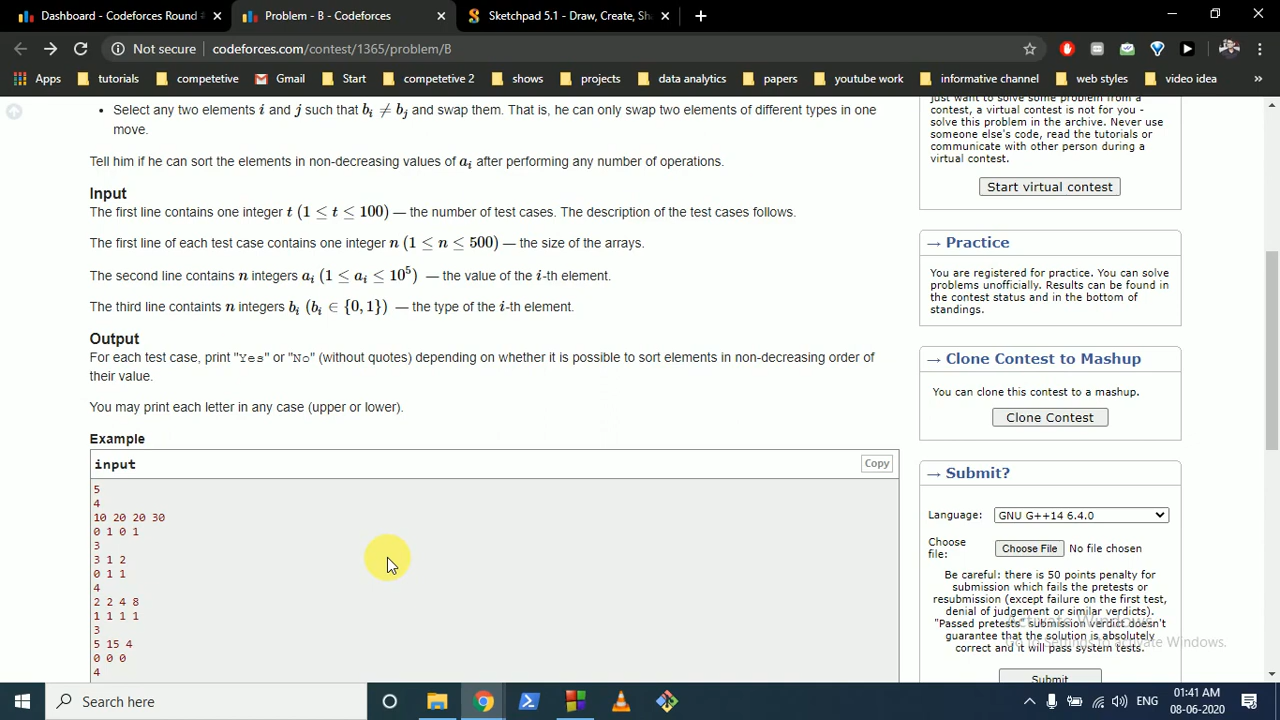 Dashboard - Codeforces Round
Problem - B - Codeforces
Sketchpad 5.1 - Draw, Create, Sha
Not secure
codeforces.com/contest/1365/problem/B
Apps
tutorials
competetive
Gmail
Start
competetive 2
shows
projects
data analytics
papers
youtube work
informative channel
web styles
video idea
»
• Select any two elements i and j such that bᵢ ≠ bⱼ and swap them. That is, he can only swap two elements of different types in one
move.
Tell him if he can sort the elements in non-decreasing values of aᵢ after performing any number of operations.
Input
The first line contains one integer t (1 ≤ t ≤ 100) — the number of test cases. The description of the test cases follows.
The first line of each test case contains one integer n (1 ≤ n ≤ 500) — the size of the arrays.
The second line contains n integers aᵢ (1 ≤ aᵢ ≤ 10⁵) — the value of the i-th element.
The third line containts n integers bᵢ (bᵢ ∈ {0, 1}) — the type of the i-th element.
Output
For each test case, print "Yes" or "No" (without quotes) depending on whether it is possible to sort elements in non-decreasing order of
their value.
You may print each letter in any case (upper or lower).
Example
input
Copy
5
4
10 20 20 30
0 1 0 1
3
3 1 2
0 1 1
4
2 2 4 8
1 1 1 1
3
5 15 4
0 0 0
4
just want to solve some problem from a
contest, a virtual contest is not for you -
solve this problem in the archive. Never use
someone else's code, read the tutorials or
communicate with other person during a
virtual contest.
Start virtual contest
→ Practice
You are registered for practice. You can solve
problems unofficially. Results can be found in
the contest status and in the bottom of
standings.
→ Clone Contest to Mashup
You can clone this contest to a mashup.
Clone Contest
→ Submit?
Language:
GNU G++14 6.4.0
Choose
file:
Choose File
No file chosen
Be careful: there is 50 points penalty for
submission which fails the pretests or
resubmission (except failure on the first test,
denial of judgement or similar verdicts).
"Passed pretests" submission verdict doesn't
guarantee that the solution is absolutely
correct and it will pass system tests.
Activate Windows
Go to Settings to activate Windows.
Submit
Search here
ENG
01:41 AM
08-06-2020